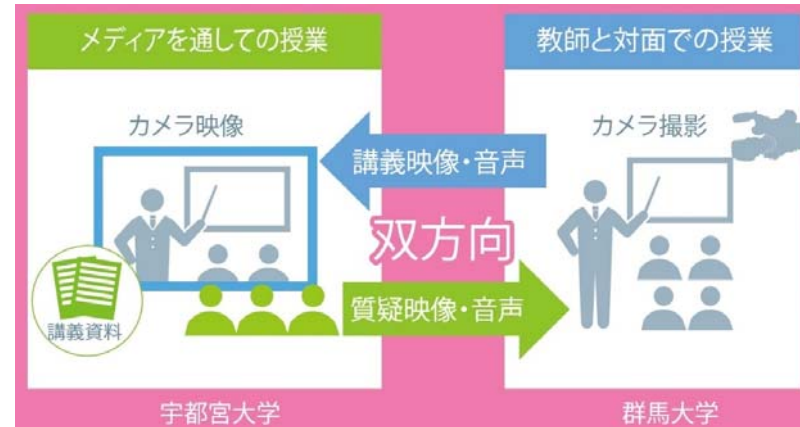 メディアを通しての授業
教師と対面での授業
カメラ映像
カメラ撮影
講義映像・音声
双方向
質疑映像・音声
講義資料
宇都宮大学
群馬大学